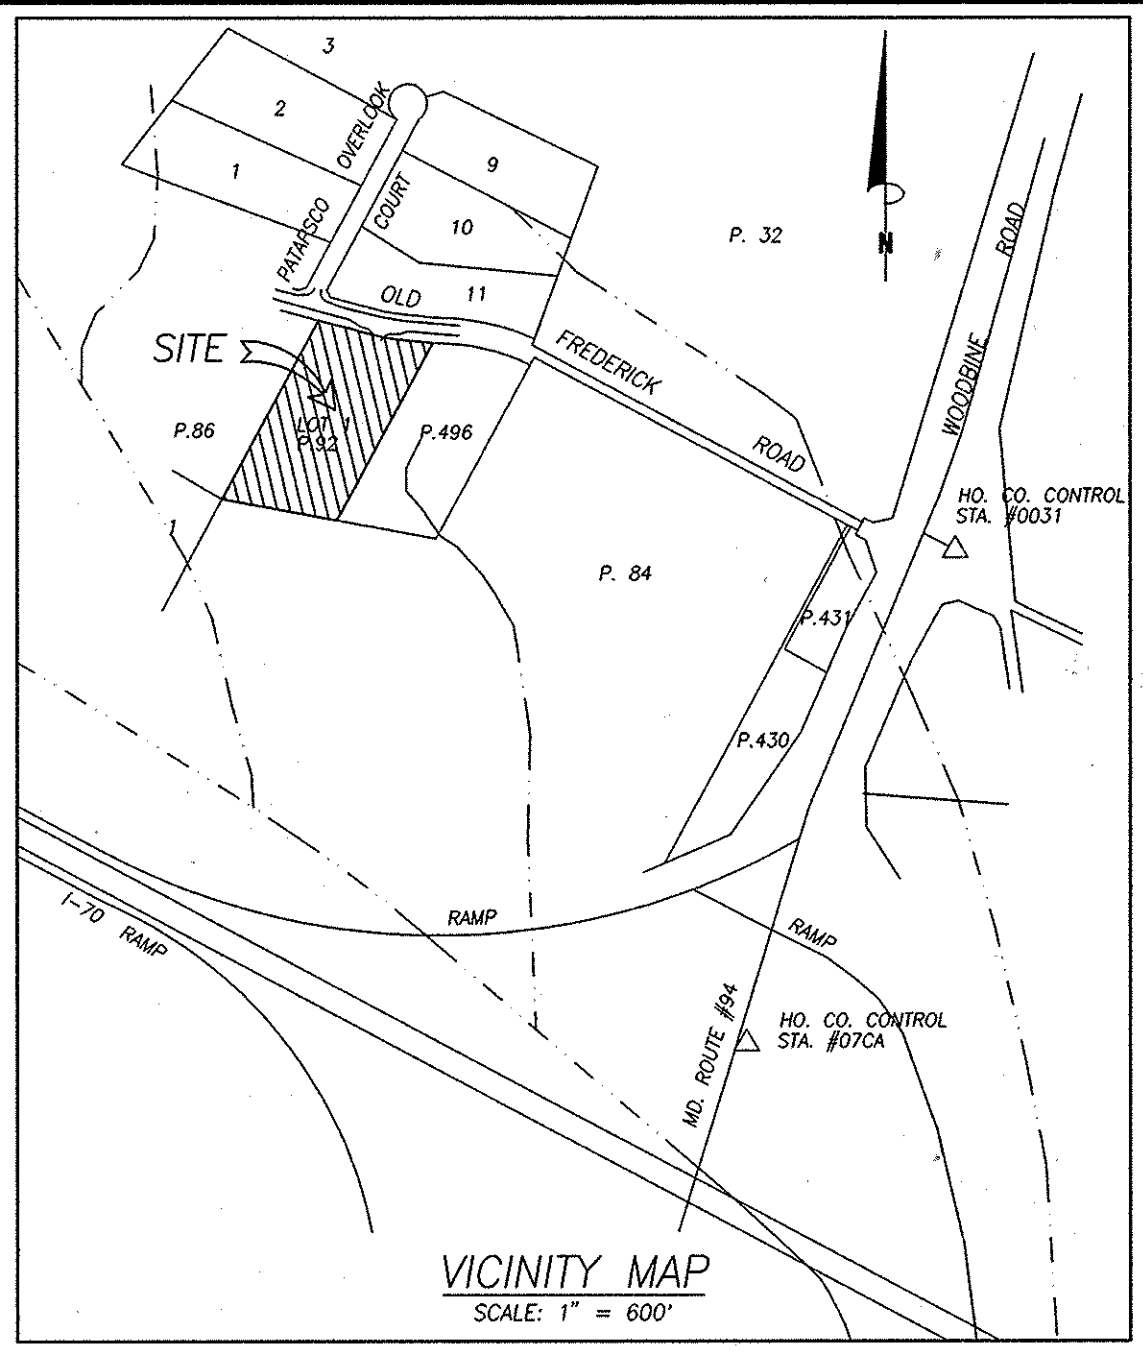 3
2
1
PATAPSCO OVERLOOK
COURT
9
10
11
P. 32
N
OLD FREDERICK ROAD
WOODBINE ROAD
SITE
LOT 1
P.92
P.86
P.496
1
HO. CO. CONTROL
STA. #0031
P. 84
P.431
P.430
RAMP
I-70 RAMP
RAMP
MD. ROUTE #94
HO. CO. CONTROL
STA. #07CA
VICINITY MAP
SCALE: 1" = 600'